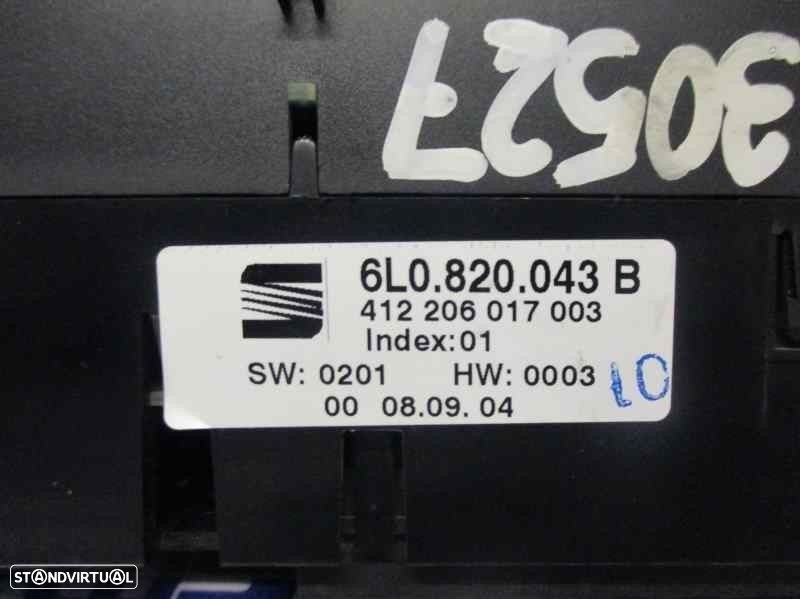 30527
6L0.820.043 B
412 206 017 003
Index:01
SW: 0201 HW: 0003
10
00 08.09. 04
STANDVIRTUAL